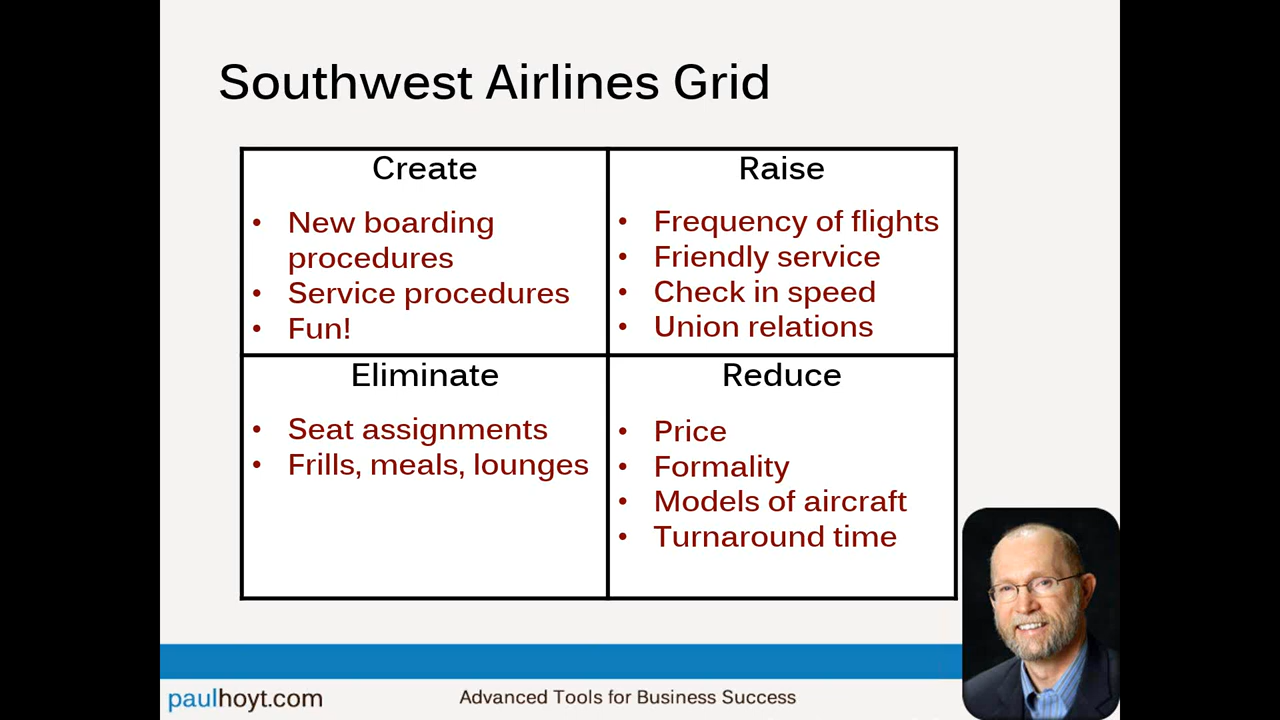 Southwest Airlines Grid
Create
• New boarding
procedures
• Service procedures
• Fun!
Raise
• Frequency of flights
• Friendly service
• Check in speed
• Union relations
Eliminate
• Seat assignments
• Frills, meals, lounges
Reduce
• Price
• Formality
• Models of aircraft
• Turnaround time
paulhoyt.com
Advanced Tools for Business Success